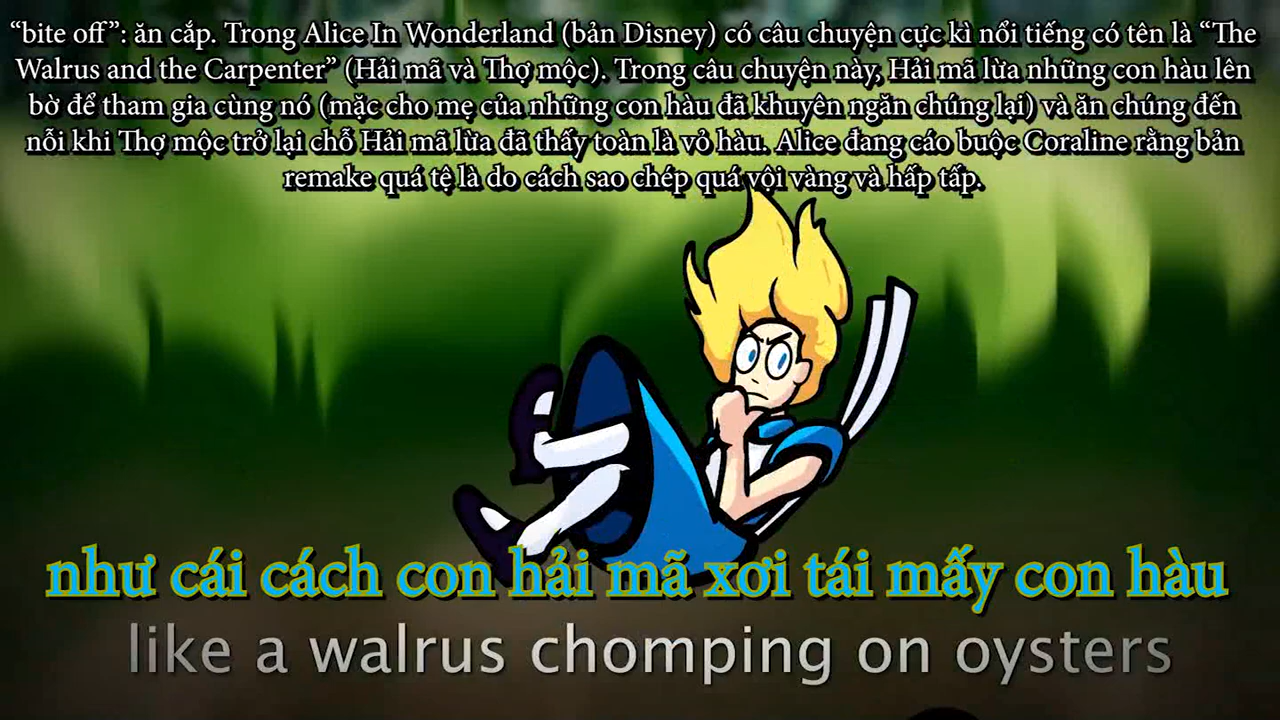 “bite off”: ăn cắp. Trong Alice In Wonderland (bản Disney) có câu chuyện cực kì nổi tiếng có tên là “The
Walrus and the Carpenter” (Hải mã và Thợ mộc). Trong câu chuyện này, Hải mã lừa những con hàu lên
bờ để tham gia cùng nó (mặc cho mẹ của những con hàu đã khuyên ngăn chúng lại) và ăn chúng đến
nỗi khi Thợ mộc trở lại chỗ Hải mã lừa đã thấy toàn là vỏ hàu. Alice đang cáo buộc Coraline rằng bản
remake quá tệ là do cách sao chép quá vội vàng và hấp tấp.
như cái cách con hải mã xơi tái mấy con hàu
like a walrus chomping on oysters